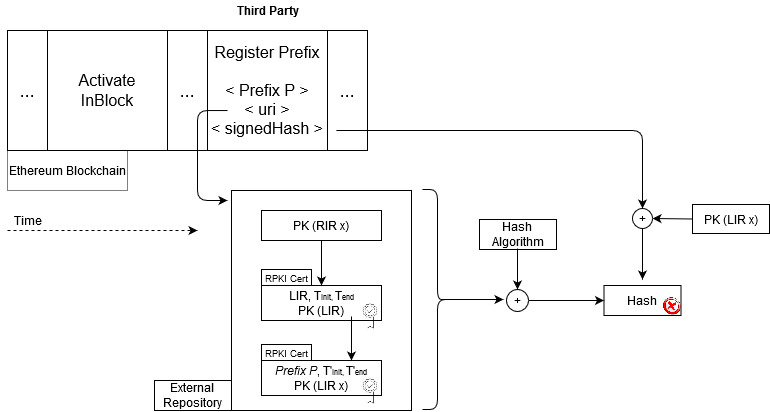 Third Party
...
Activate
InBlock
...
Register Prefix
< Prefix P >
< uri >
< signedHash >
...
Ethereum Blockchain
Time
PK (RIR x)
RPKI Cert
LIR, Tinit, Tend
PK (LIR)
RPKI Cert
Prefix P, T'init, T'end
PK (LIR x)
External
Repository
Hash
Algorithm
+
+
PK (LIR x)
Hash